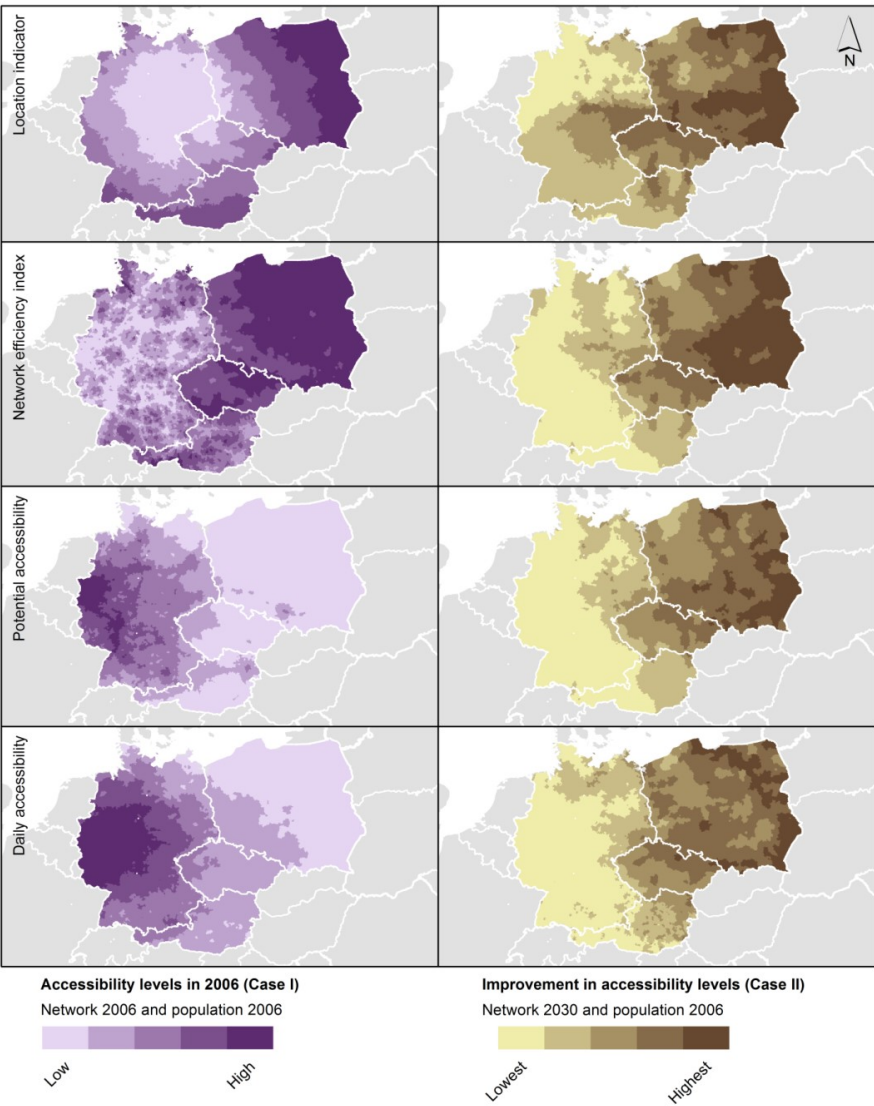 Location indicator
N
Network efficiency index
Potential accessibility
Daily accessibility
Accessibility levels in 2006 (Case I)
Network 2006 and population 2006
Low
High
Improvement in accessibility levels (Case II)
Network 2030 and population 2006
Lowest
Highest